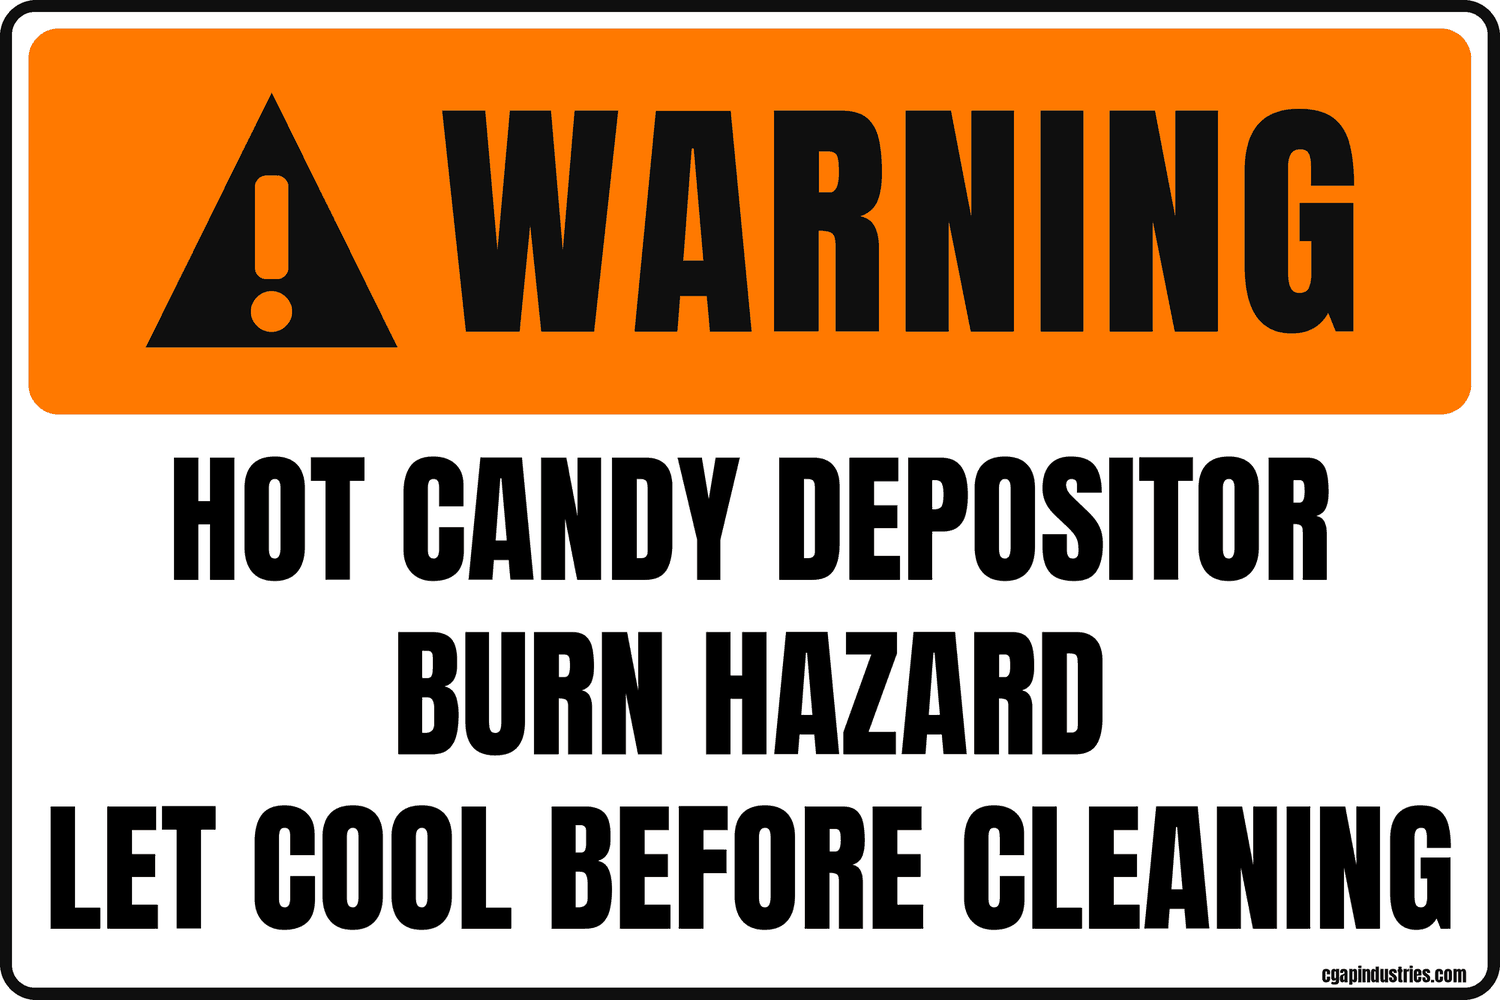 WARNING
HOT CANDY DEPOSITOR
BURN HAZARD
LET COOL BEFORE CLEANING
cgapindustries.com